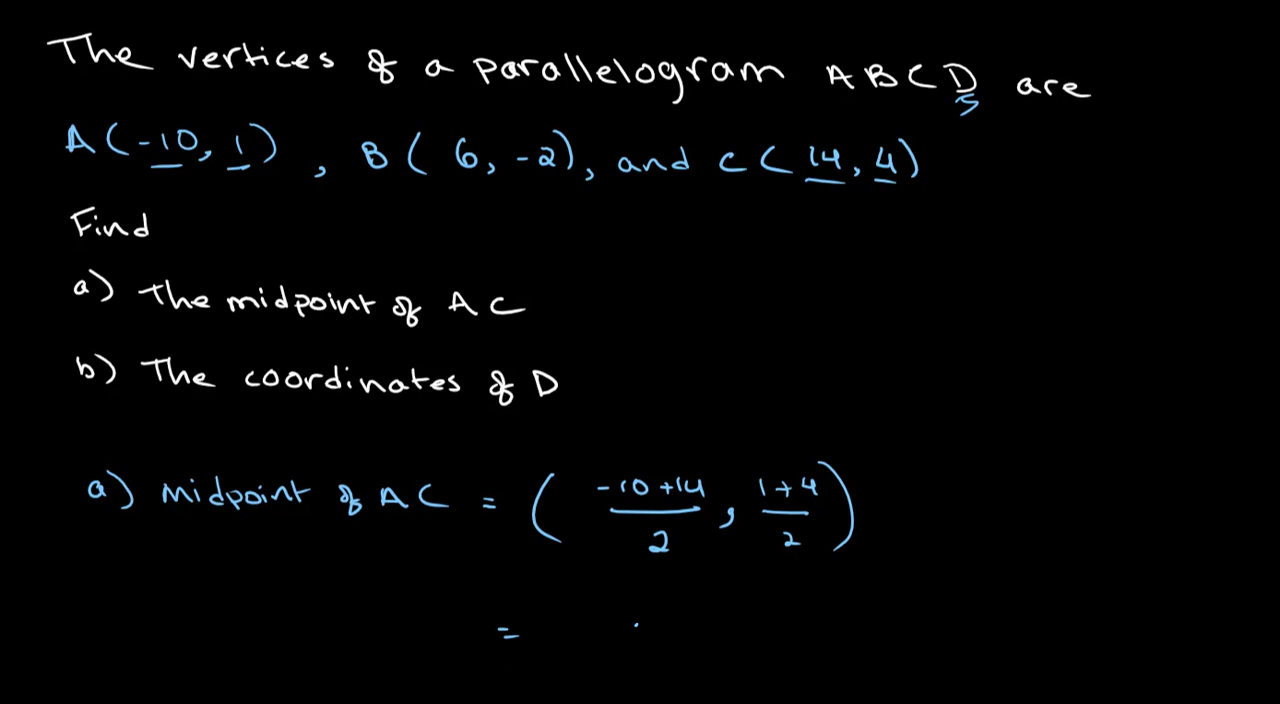 The vertices of a parallelogram ABCD are
A(-10, 1), B(6, -2), and C(14, 4)
Find
a) The midpoint of AC
b) The coordinates of D
a) midpoint of AC = (-10+14/2, 1+4/2)
=